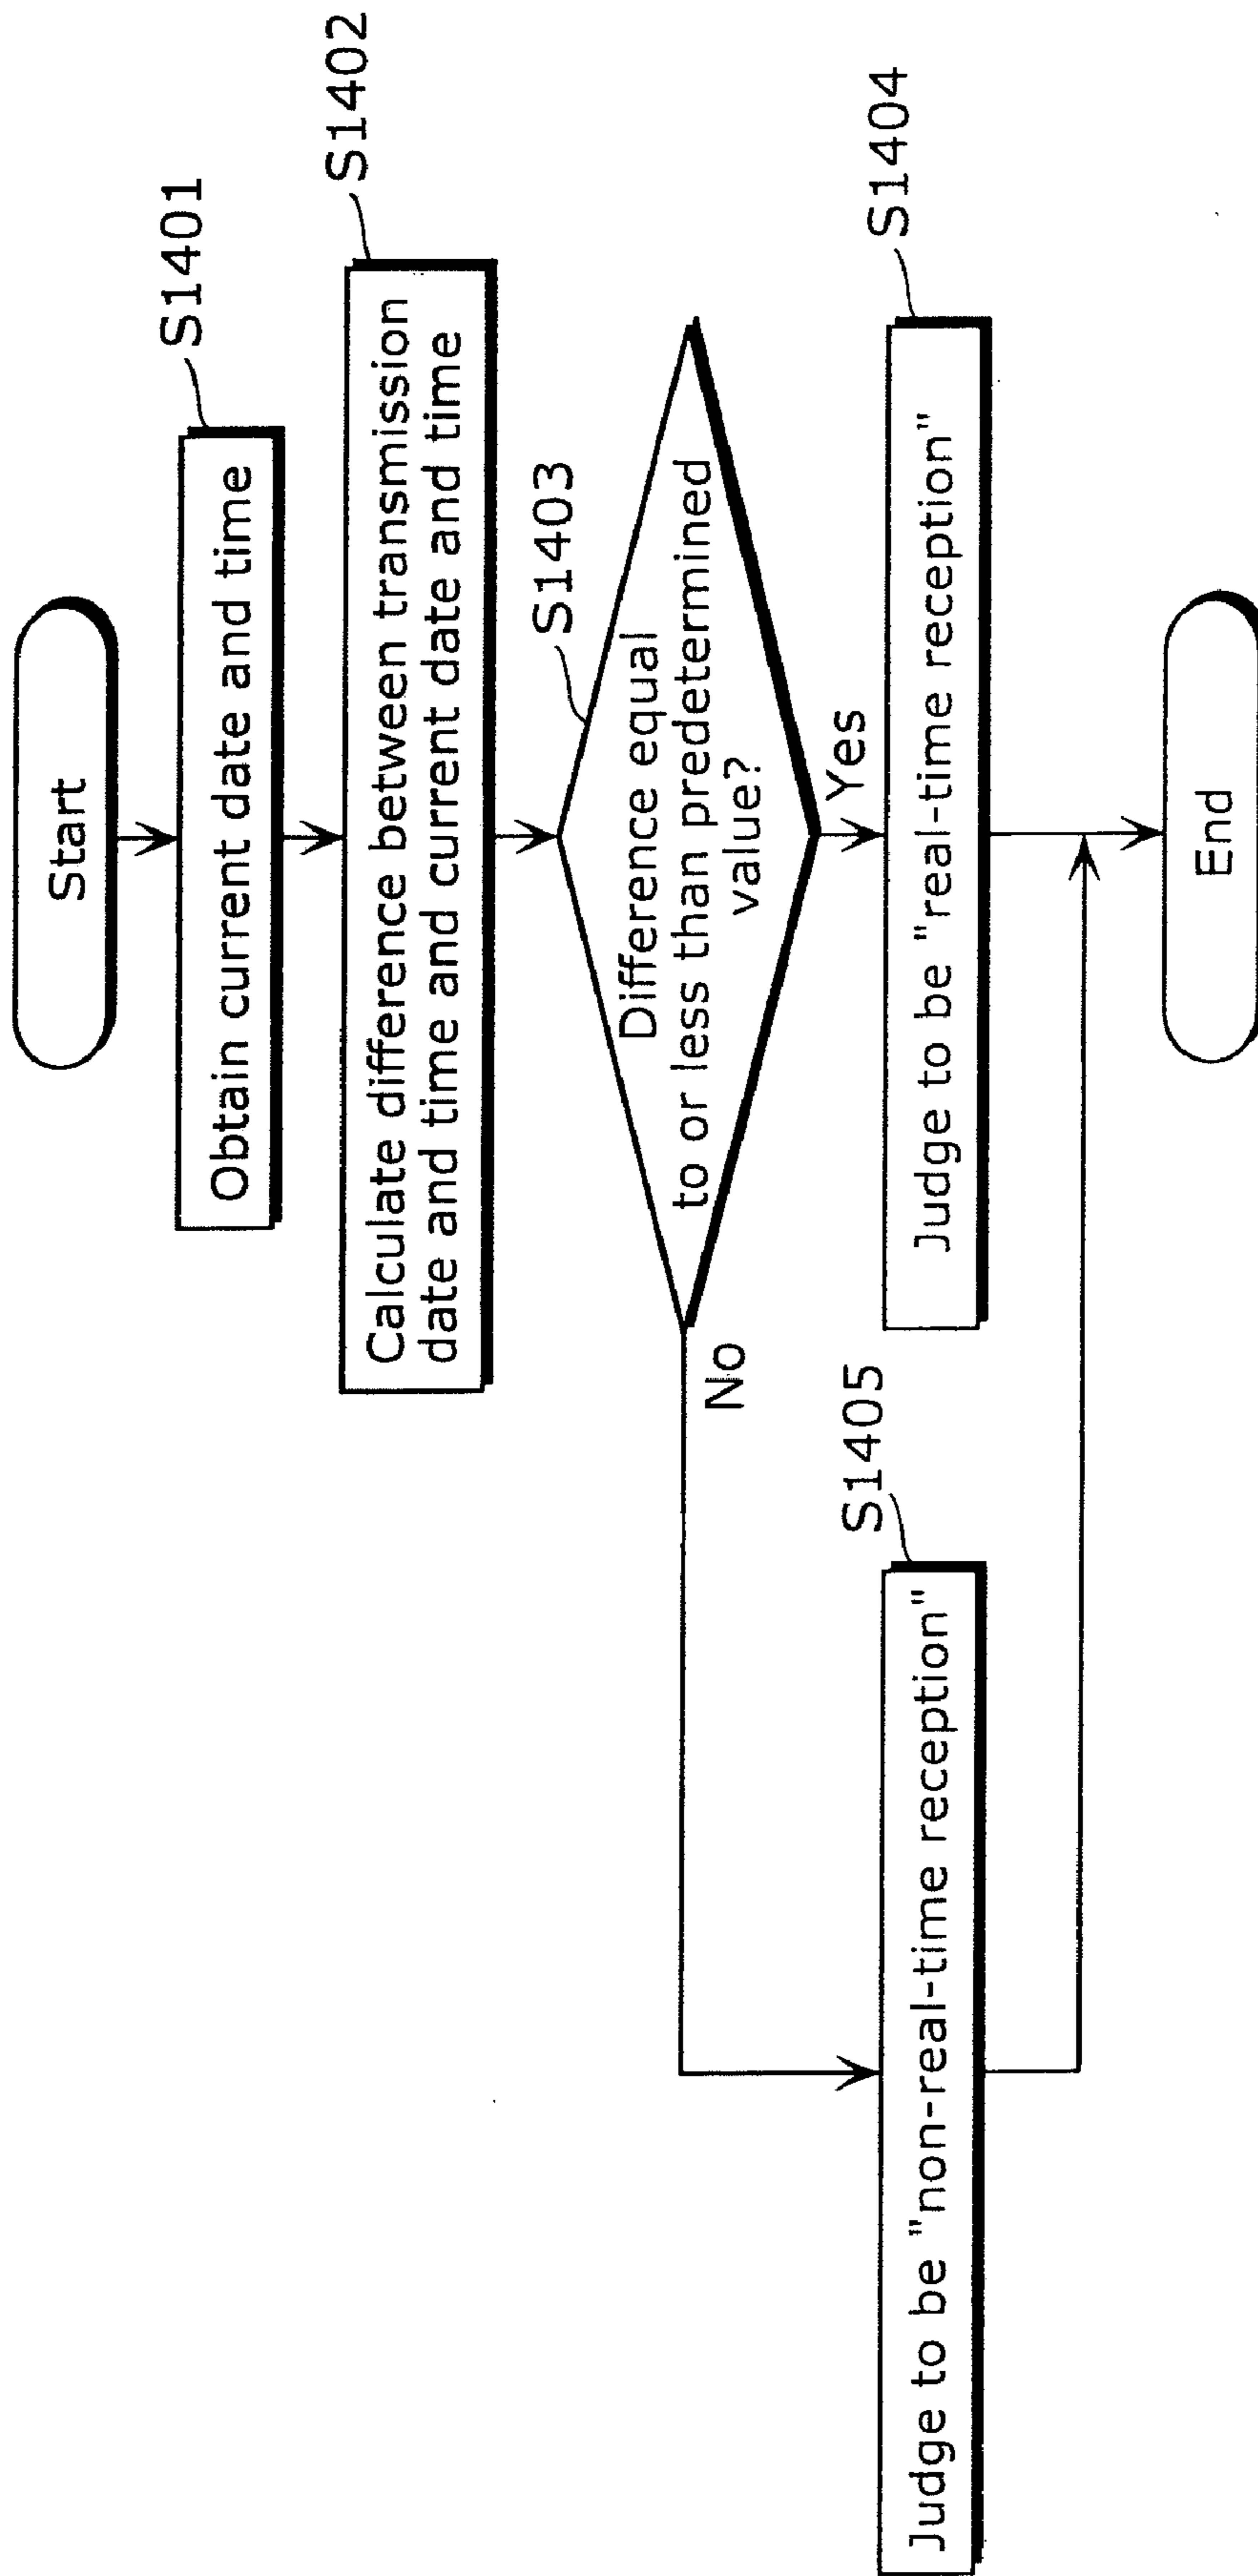 Start
S1401
Obtain current date and time
S1402
Calculate difference between transmission
date and time and current date and time
S1403
Difference equal
to or less than predetermined
value?
Yes
No
S1404
Judge to be "real-time reception"
S1405
Judge to be "non-real-time reception"
End